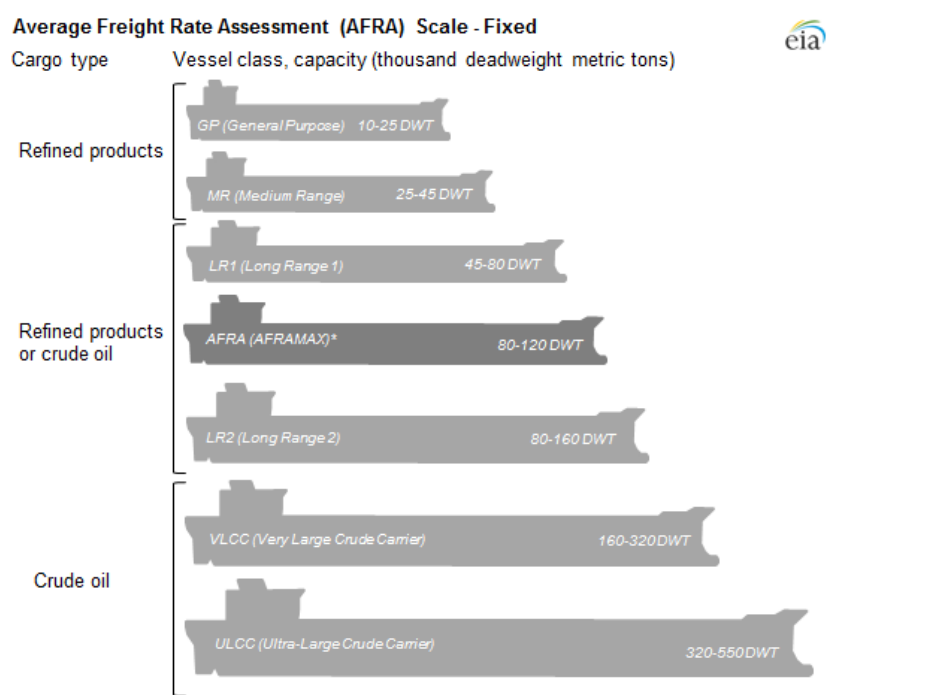 Average Freight Rate Assessment (AFRA) Scale - Fixed
eia
Cargo type Vessel class, capacity (thousand deadweight metric tons)
GP (General Purpose) 10-25 DWT
Refined products
MR (Medium Range) 25-45 DWT
LR1 (Long Range 1) 45-80 DWT
Refined products
or crude oil
AFRA (AFRAMAX)* 80-120 DWT
LR2 (Long Range 2) 80-160 DWT
VLCC (Very Large Crude Carrier) 160-320 DWT
Crude oil
ULCC (Ultra-Large Crude Carrier) 320-550 DWT